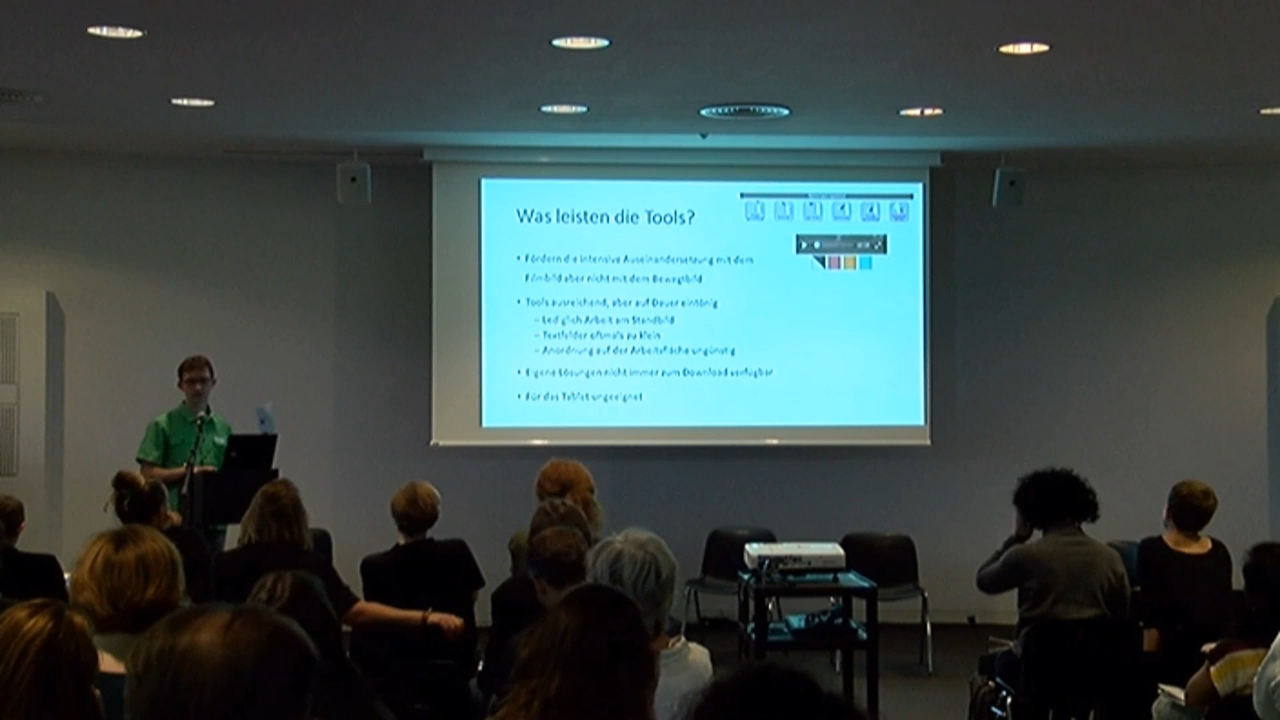 Was leisten die Tools?
• Fördern die intensive Auseinandersetzung mit dem
Filmbild aber nicht mit dem Bewegtbild
• Tools ausreichend, aber auf Dauer eintönig
– Lediglich Arbeit am Standbild
– Textfelder oftmals zu klein
– Anordnung auf der Arbeitsfläche ungünstig
• Eigene Lösungen nicht immer zum Download verfügbar
• Für das Tablet ungeeignet